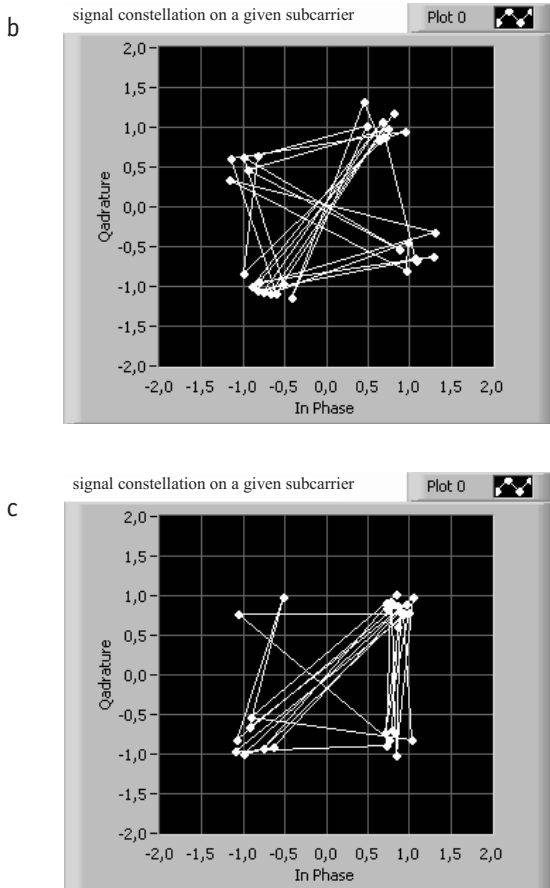 b
signal constellation on a given subcarrier
Plot 0
2,0
1,5
1,0
0,5
0,0
-0,5
-1,0
-1,5
-2,0
Qadrature
-2,0 -1,5 -1,0 -0,5 0,0 0,5 1,0 1,5 2,0
In Phase
c
signal constellation on a given subcarrier
Plot 0
2,0
1,5
1,0
0,5
0,0
-0,5
-1,0
-1,5
-2,0
Qadrature
-2,0 -1,5 -1,0 -0,5 0,0 0,5 1,0 1,5 2,0
In Phase